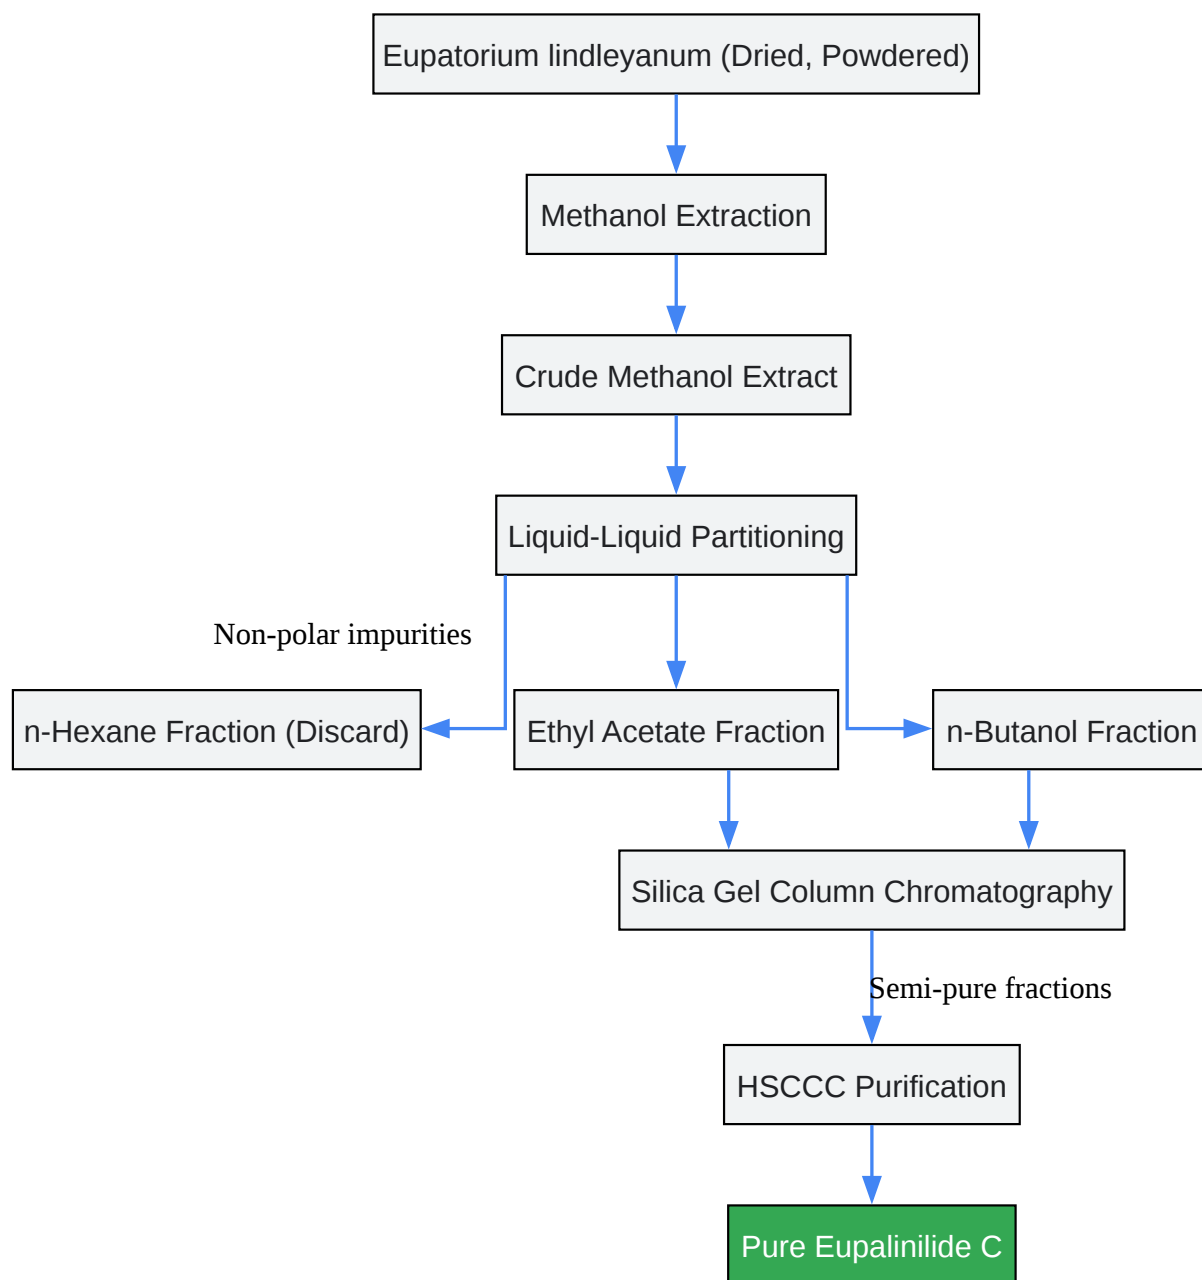 Eupatorium lindleyanum (Dried, Powdered)
Methanol Extraction
Crude Methanol Extract
Liquid-Liquid Partitioning
Non-polar impurities
n-Hexane Fraction (Discard)
Ethyl Acetate Fraction
n-Butanol Fraction
Silica Gel Column Chromatography
Semi-pure fractions
HSCCC Purification
Pure Eupalinilide C